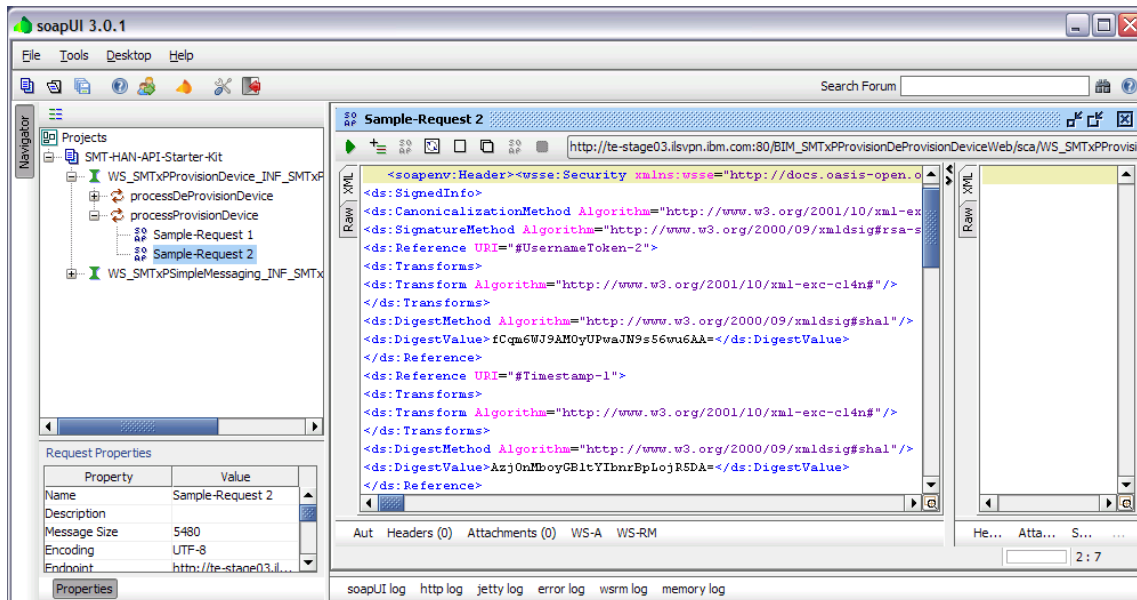 soapUI 3.0.1
File Tools Desktop Help
Search Forum
Navigator
Projects
SMT-HAN-API-Starter-Kit
WS_SMTxPProvisionDevice_INF_SMTxP
processDeProvisionDevice
processProvisionDevice
Sample-Request 1
Sample-Request 2
WS_SMTxPSimpleMessaging_INF_SMTx
Request Properties
Property Value
Name Sample-Request 2
Description
Message Size 5480
Encoding UTF-8
Endpoint http://te-stage03.il...
Properties
Sample-Request 2
http://te-stage03.ilsvpn.ibm.com:80/BIM_SMTxPProvisionDeProvisionDeviceWeb/sca/WS_SMTxPProvisi
XML
Raw
<soapenv:Header><wsse:Security xmlns:wsse="http://docs.oasis-open.o
<ds:SignedInfo>
<ds:CanonicalizationMethod Algorithm="http://www.w3.org/2001/10/xml-ex
<ds:SignatureMethod Algorithm="http://www.w3.org/2000/09/xmldsig#rsa-s
<ds:Reference URI="#UsernameToken-2">
<ds:Transforms>
<ds:Transform Algorithm="http://www.w3.org/2001/10/xml-exc-c14n#"/>
</ds:Transforms>
<ds:DigestMethod Algorithm="http://www.w3.org/2000/09/xmldsig#sha1"/>
<ds:DigestValue>fCqm6WJ9AMOyUPwaJN9s56wu6AA=</ds:DigestValue>
</ds:Reference>
<ds:Reference URI="#Timestamp-1">
<ds:Transforms>
<ds:Transform Algorithm="http://www.w3.org/2001/10/xml-exc-c14n#"/>
</ds:Transforms>
<ds:DigestMethod Algorithm="http://www.w3.org/2000/09/xmldsig#sha1"/>
<ds:DigestValue>AzjOnMboyGB1tYIbnrBpLojR5DA=</ds:DigestValue>
</ds:Reference>
XML
Raw
Aut Headers (0) Attachments (0) WS-A WS-RM
He... Atta... S... ...
2 : 7
soapUI log http log jetty log error log wsrm log memory log